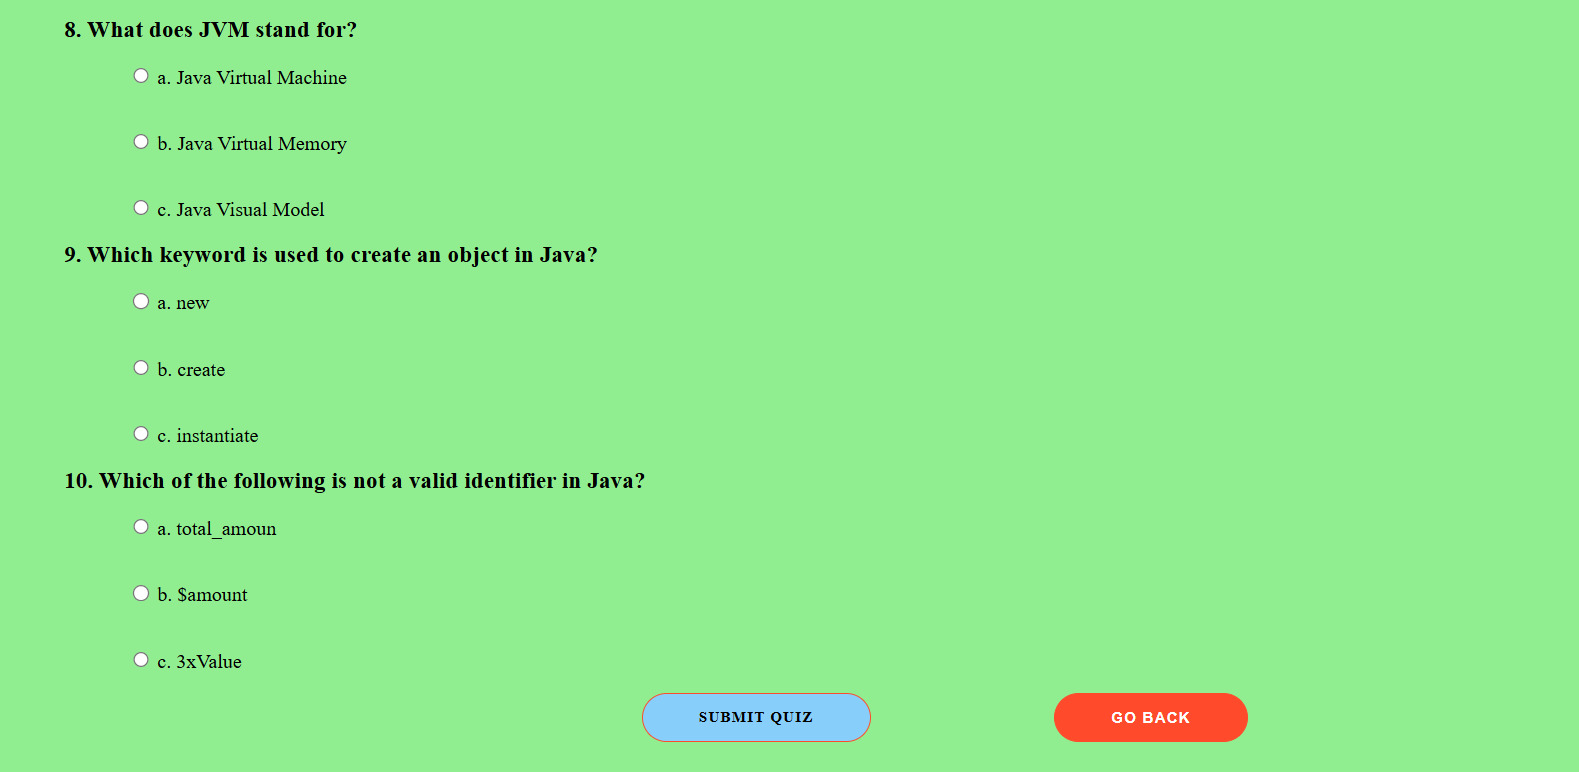 8. What does JVM stand for?
a. Java Virtual Machine
b. Java Virtual Memory
c. Java Visual Model
9. Which keyword is used to create an object in Java?
a. new
b. create
c. instantiate
10. Which of the following is not a valid identifier in Java?
a. total_amoun
b. $amount
c. 3xValue
SUBMIT QUIZ
GO BACK